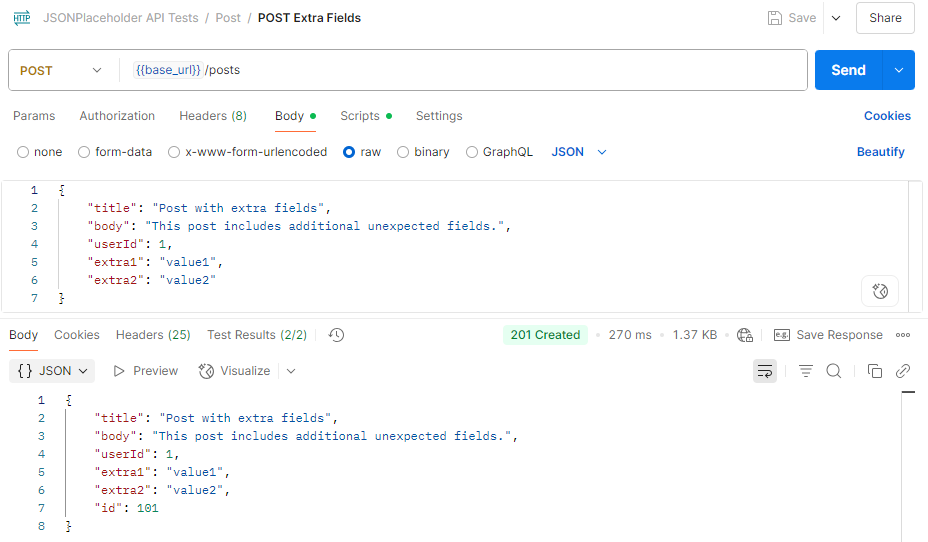 HTTP JSONPlaceholder API Tests / Post / POST Extra Fields Save Share
POST {{base_url}}/posts Send
Params Authorization Headers (8) Body Scripts Settings Cookies
none form-data x-www-form-urlencoded raw binary GraphQL JSON Beautify
1 {
2 "title": "Post with extra fields",
3 "body": "This post includes additional unexpected fields.",
4 "userId": 1,
5 "extra1": "value1",
6 "extra2": "value2"
7 }
Body Cookies Headers (25) Test Results (2/2) 201 Created 270 ms 1.37 KB e.g. Save Response
{} JSON Preview Visualize
1 {
2 "title": "Post with extra fields",
3 "body": "This post includes additional unexpected fields.",
4 "userId": 1,
5 "extra1": "value1",
6 "extra2": "value2",
7 "id": 101
8 }